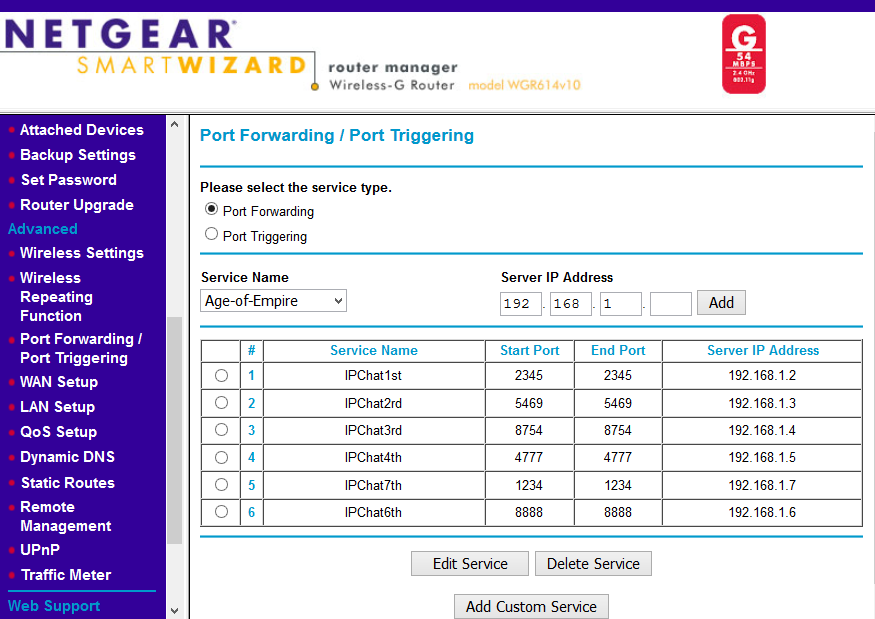 NETGEAR®
SMARTWIZARD
router manager
Wireless-G Router model WGR614v10
G
54
MBPS
2.4 GHz
802.11g
Attached Devices
Backup Settings
Set Password
Router Upgrade
Advanced
Wireless Settings
Wireless
Repeating
Function
Port Forwarding /
Port Triggering
WAN Setup
LAN Setup
QoS Setup
Dynamic DNS
Static Routes
Remote
Management
UPnP
Traffic Meter
Web Support
Port Forwarding / Port Triggering
Please select the service type.
Port Forwarding
Port Triggering
Service Name Server IP Address
Age-of-Empire 192 . 168 . 1 . Add
# Service Name Start Port End Port Server IP Address
1 IPChat1st 2345 2345 192.168.1.2
2 IPChat2rd 5469 5469 192.168.1.3
3 IPChat3rd 8754 8754 192.168.1.4
4 IPChat4th 4777 4777 192.168.1.5
5 IPChat7th 1234 1234 192.168.1.7
6 IPChat6th 8888 8888 192.168.1.6
Edit Service Delete Service
Add Custom Service